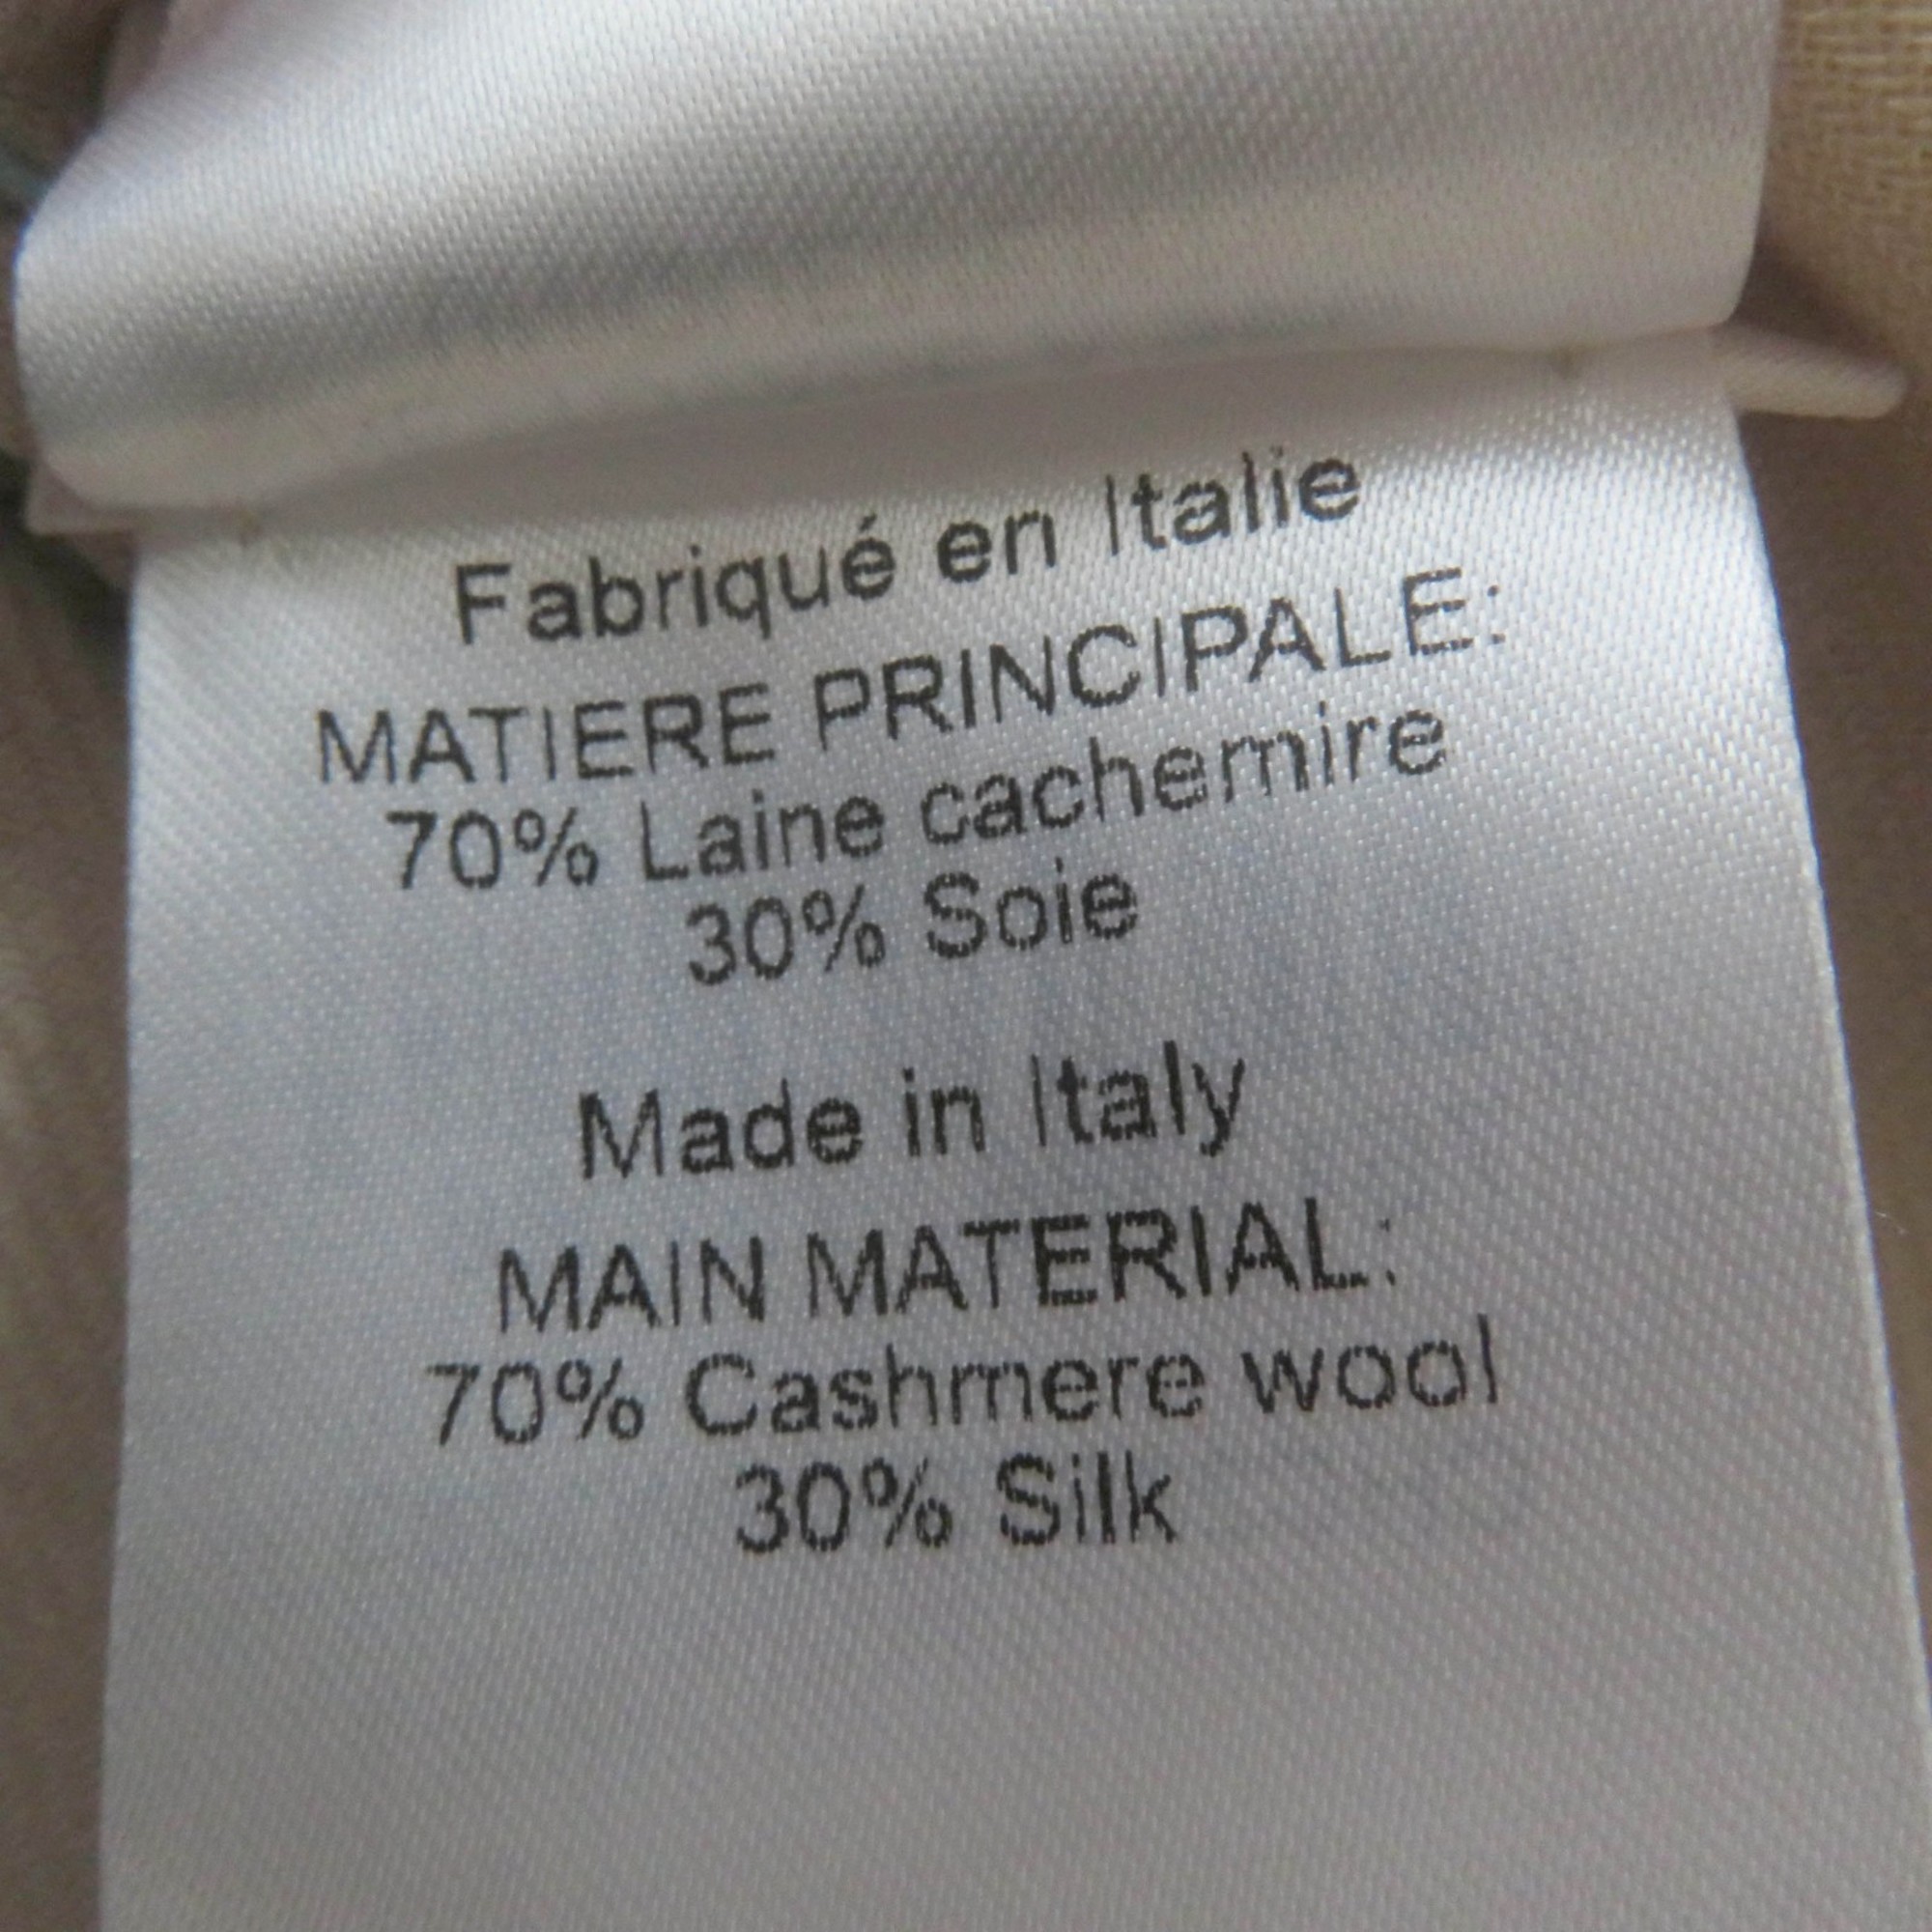 Fabriqué en Italie
MATIERE PRINCIPALE:
70% Laine cachemire
30% Soie
Made in Italy
MAIN MATERIAL:
70% Cashmere wool
30% Silk